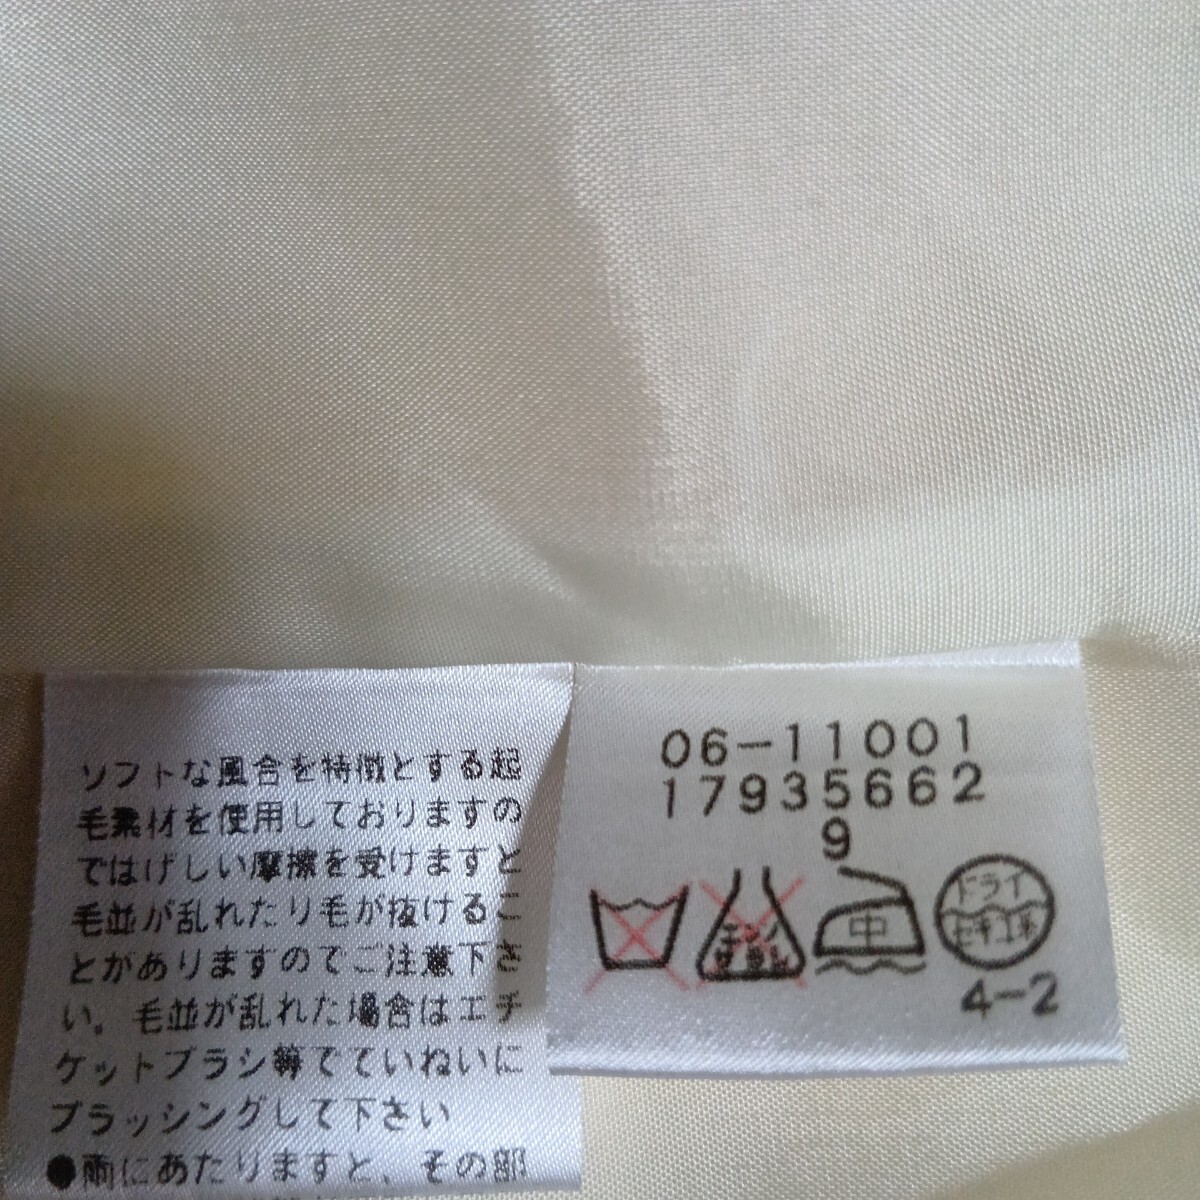 ソフトな風合を特徴とする起
毛素材を使用しておりますの
ではげしい摩擦を受けますと
毛並が乱れたり毛が抜けるこ
とがありますのでご注意下さ
い。毛並が乱れた場合はエチ
ケットブラシ等でていねいに
ブラッシングして下さい
●雨にあたりますと、その部
06-11001
17935662
9
中
ドライ
セキユ系
4-2